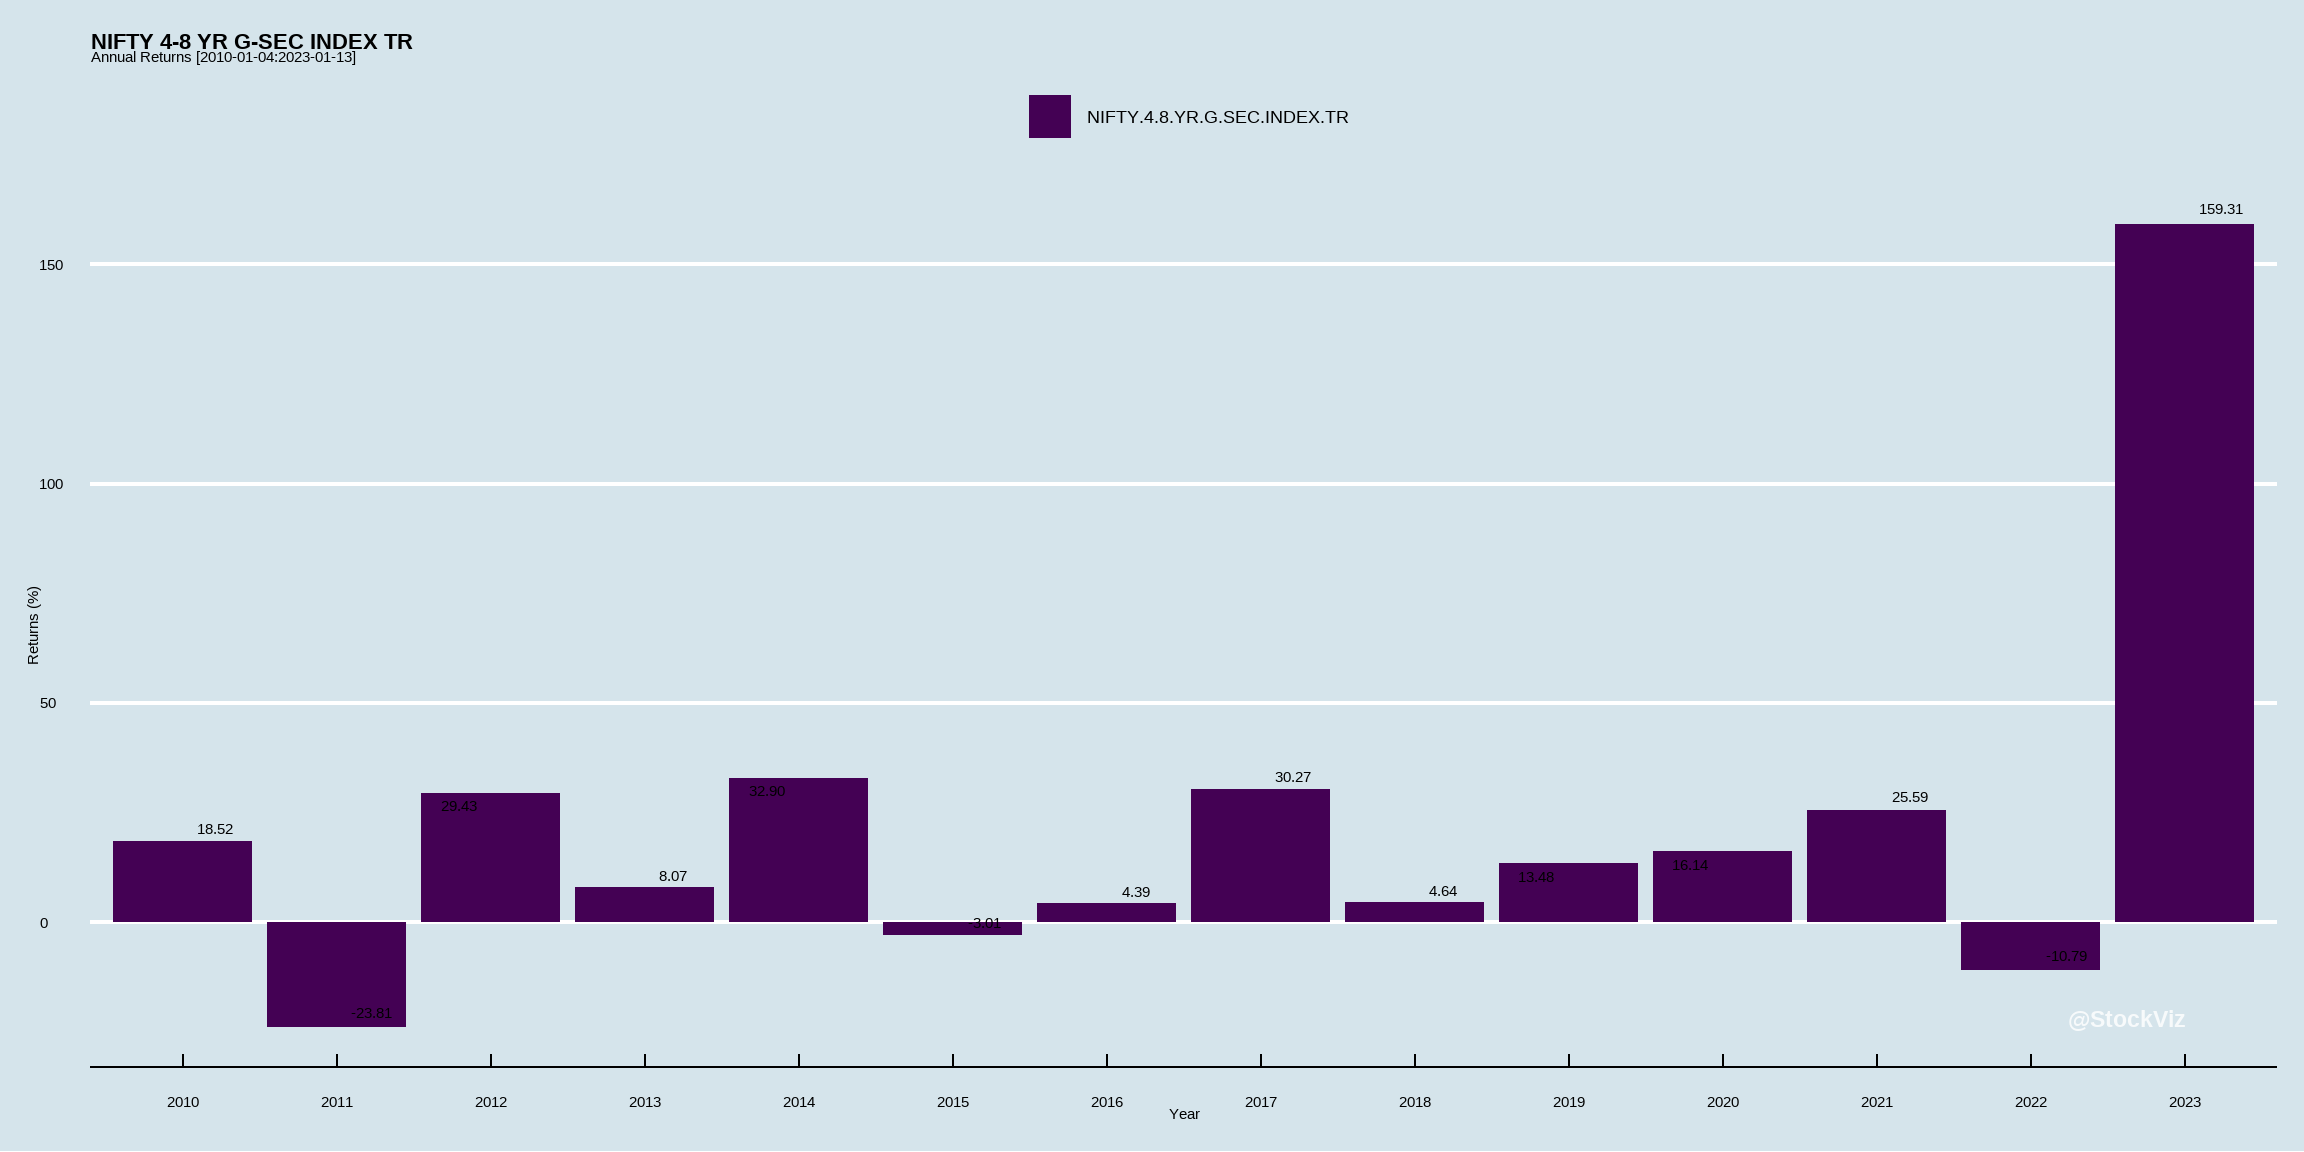 NIFTY 4-8 YR G-SEC INDEX TR
Annual Returns [2010-01-04:2023-01-13]
NIFTY.4.8.YR.G.SEC.INDEX.TR
159.31
150
100
Returns (%)
50
30.27
32.90
25.59
29.43
18.52
16.14
8.07
13.48
4.39
4.64
0
-3.01
-10.79
-23.81
@StockViz
2010 2011 2012 2013 2014 2015 2016 2017 2018 2019 2020 2021 2022 2023
Year